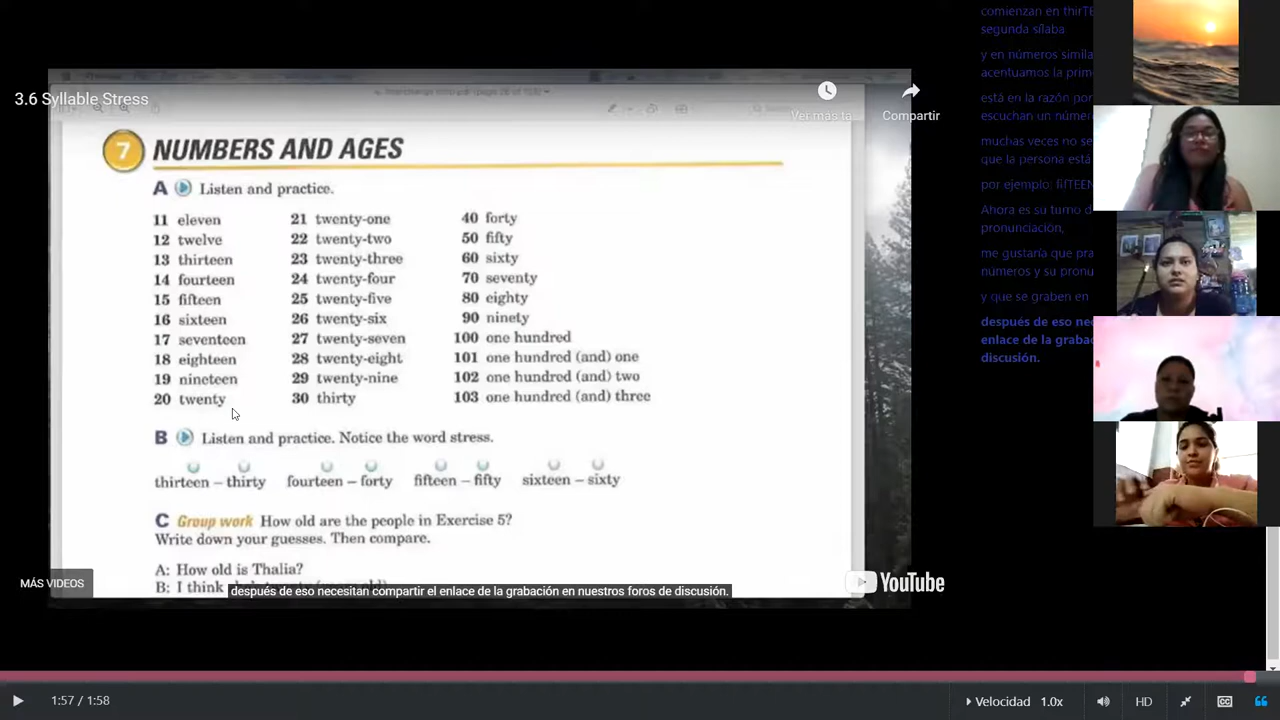 3.6 Syllable Stress
Ver más ta...
Compartir
7 NUMBERS AND AGES
A Listen and practice.
11 eleven 21 twenty-one 40 forty
12 twelve 22 twenty-two 50 fifty
13 thirteen 23 twenty-three 60 sixty
14 fourteen 24 twenty-four 70 seventy
15 fifteen 25 twenty-five 80 eighty
16 sixteen 26 twenty-six 90 ninety
17 seventeen 27 twenty-seven 100 one hundred
18 eighteen 28 twenty-eight 101 one hundred (and) one
19 nineteen 29 twenty-nine 102 one hundred (and) two
20 twenty 30 thirty 103 one hundred (and) three
B Listen and practice. Notice the word stress.
thirteen – thirty fourteen – forty fifteen – fifty sixteen – sixty
C Group work How old are the people in Exercise 5?
Write down your guesses. Then compare.
A: How old is Thalia?
B: I think
MÁS VIDEOS
después de eso necesitan compartir el enlace de la grabación en nuestros foros de discusión.
YouTube
comienzan en thirTE
segunda sílaba
y en números simila
acentuamos la prim
está en la razón por
escuchan un número
muchas veces no se
que la persona está
por ejemplo: fifTEEN
Ahora es su turno d
pronunciación,
me gustaría que pra
números y su pronu
y que se graben en
después de eso nec
enlace de la graba
discusión.
1:57 / 1:58
Velocidad 1.0x
HD
CC